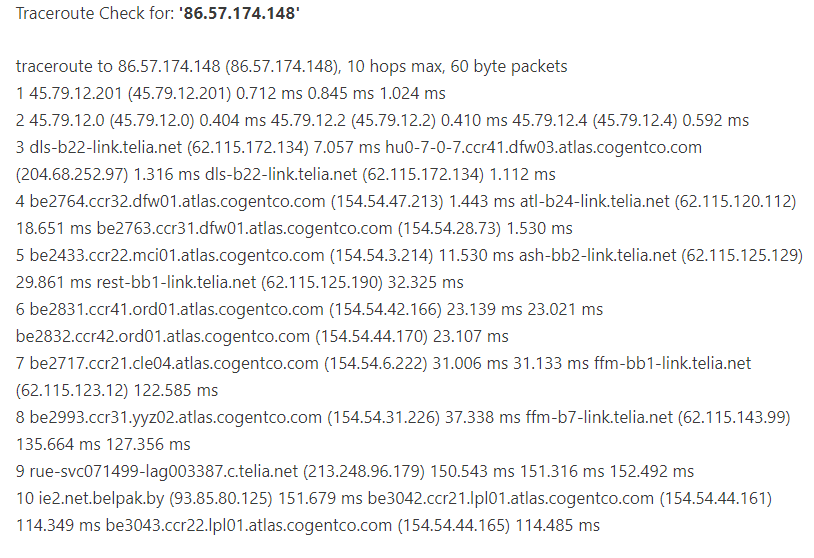 Traceroute Check for: '86.57.174.148'
traceroute to 86.57.174.148 (86.57.174.148), 10 hops max, 60 byte packets
1 45.79.12.201 (45.79.12.201) 0.712 ms 0.845 ms 1.024 ms
2 45.79.12.0 (45.79.12.0) 0.404 ms 45.79.12.2 (45.79.12.2) 0.410 ms 45.79.12.4 (45.79.12.4) 0.592 ms
3 dls-b22-link.telia.net (62.115.172.134) 7.057 ms hu0-7-0-7.ccr41.dfw03.atlas.cogentco.com
(204.68.252.97) 1.316 ms dls-b22-link.telia.net (62.115.172.134) 1.112 ms
4 be2764.ccr32.dfw01.atlas.cogentco.com (154.54.47.213) 1.443 ms atl-b24-link.telia.net (62.115.120.112)
18.651 ms be2763.ccr31.dfw01.atlas.cogentco.com (154.54.28.73) 1.530 ms
5 be2433.ccr22.mci01.atlas.cogentco.com (154.54.3.214) 11.530 ms ash-bb2-link.telia.net (62.115.125.129)
29.861 ms rest-bb1-link.telia.net (62.115.125.190) 32.325 ms
6 be2831.ccr41.ord01.atlas.cogentco.com (154.54.42.166) 23.139 ms 23.021 ms
be2832.ccr42.ord01.atlas.cogentco.com (154.54.44.170) 23.107 ms
7 be2717.ccr21.cle04.atlas.cogentco.com (154.54.6.222) 31.006 ms 31.133 ms ffm-bb1-link.telia.net
(62.115.123.12) 122.585 ms
8 be2993.ccr31.yyz02.atlas.cogentco.com (154.54.31.226) 37.338 ms ffm-b7-link.telia.net (62.115.143.99)
135.664 ms 127.356 ms
9 rue-svc071499-lag003387.c.telia.net (213.248.96.179) 150.543 ms 151.316 ms 152.492 ms
10 ie2.net.belpak.by (93.85.80.125) 151.679 ms be3042.ccr21.lpl01.atlas.cogentco.com (154.54.44.161)
114.349 ms be3043.ccr22.lpl01.atlas.cogentco.com (154.54.44.165) 114.485 ms